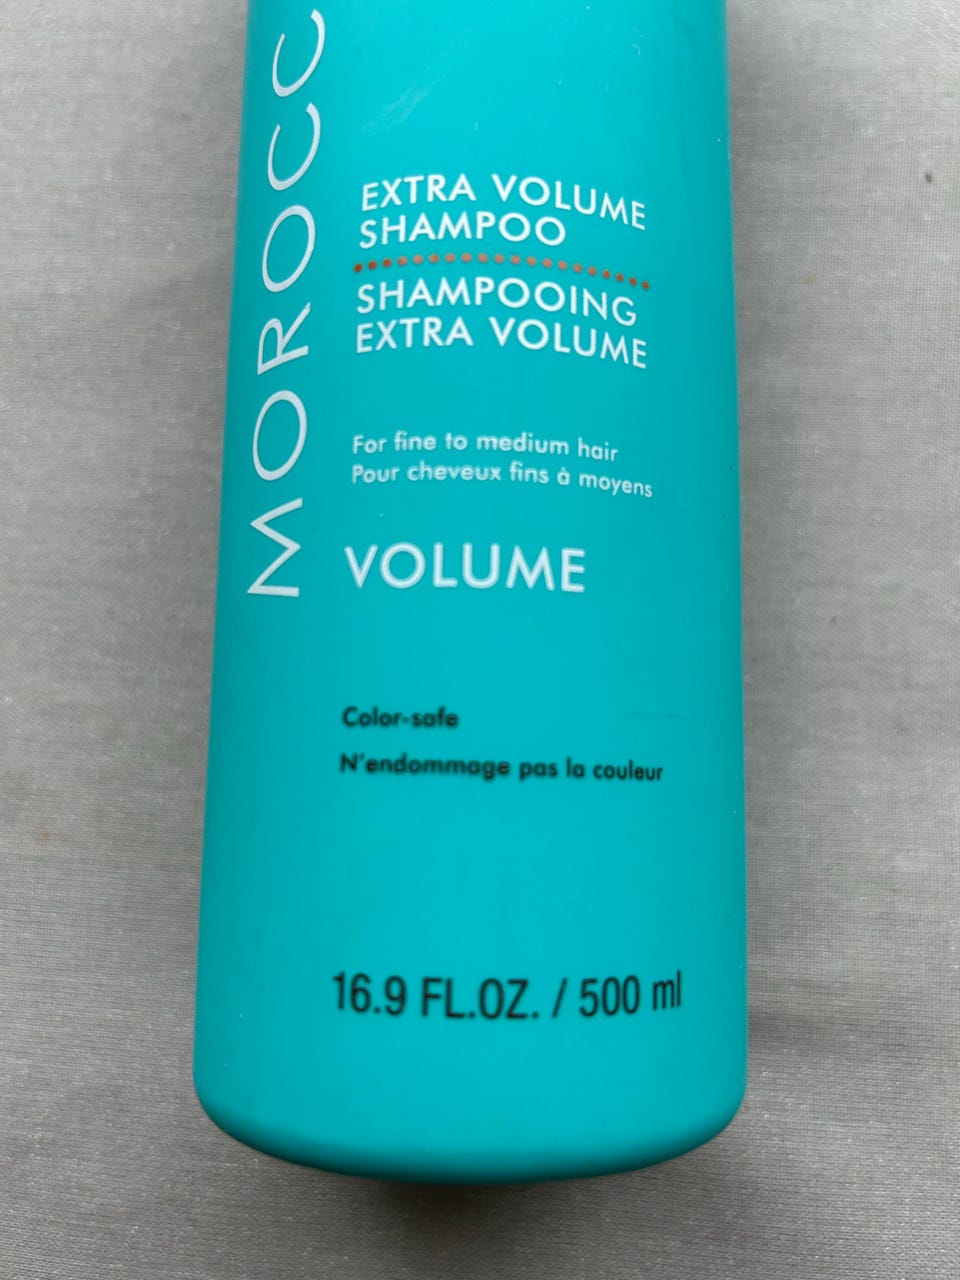 MOROCC
EXTRA VOLUME
SHAMPOO
SHAMPOOING
EXTRA VOLUME
For fine to medium hair
Pour cheveux fins à moyens
VOLUME
Color-safe
N'endommage pas la couleur
16.9 FL.OZ. / 500 ml